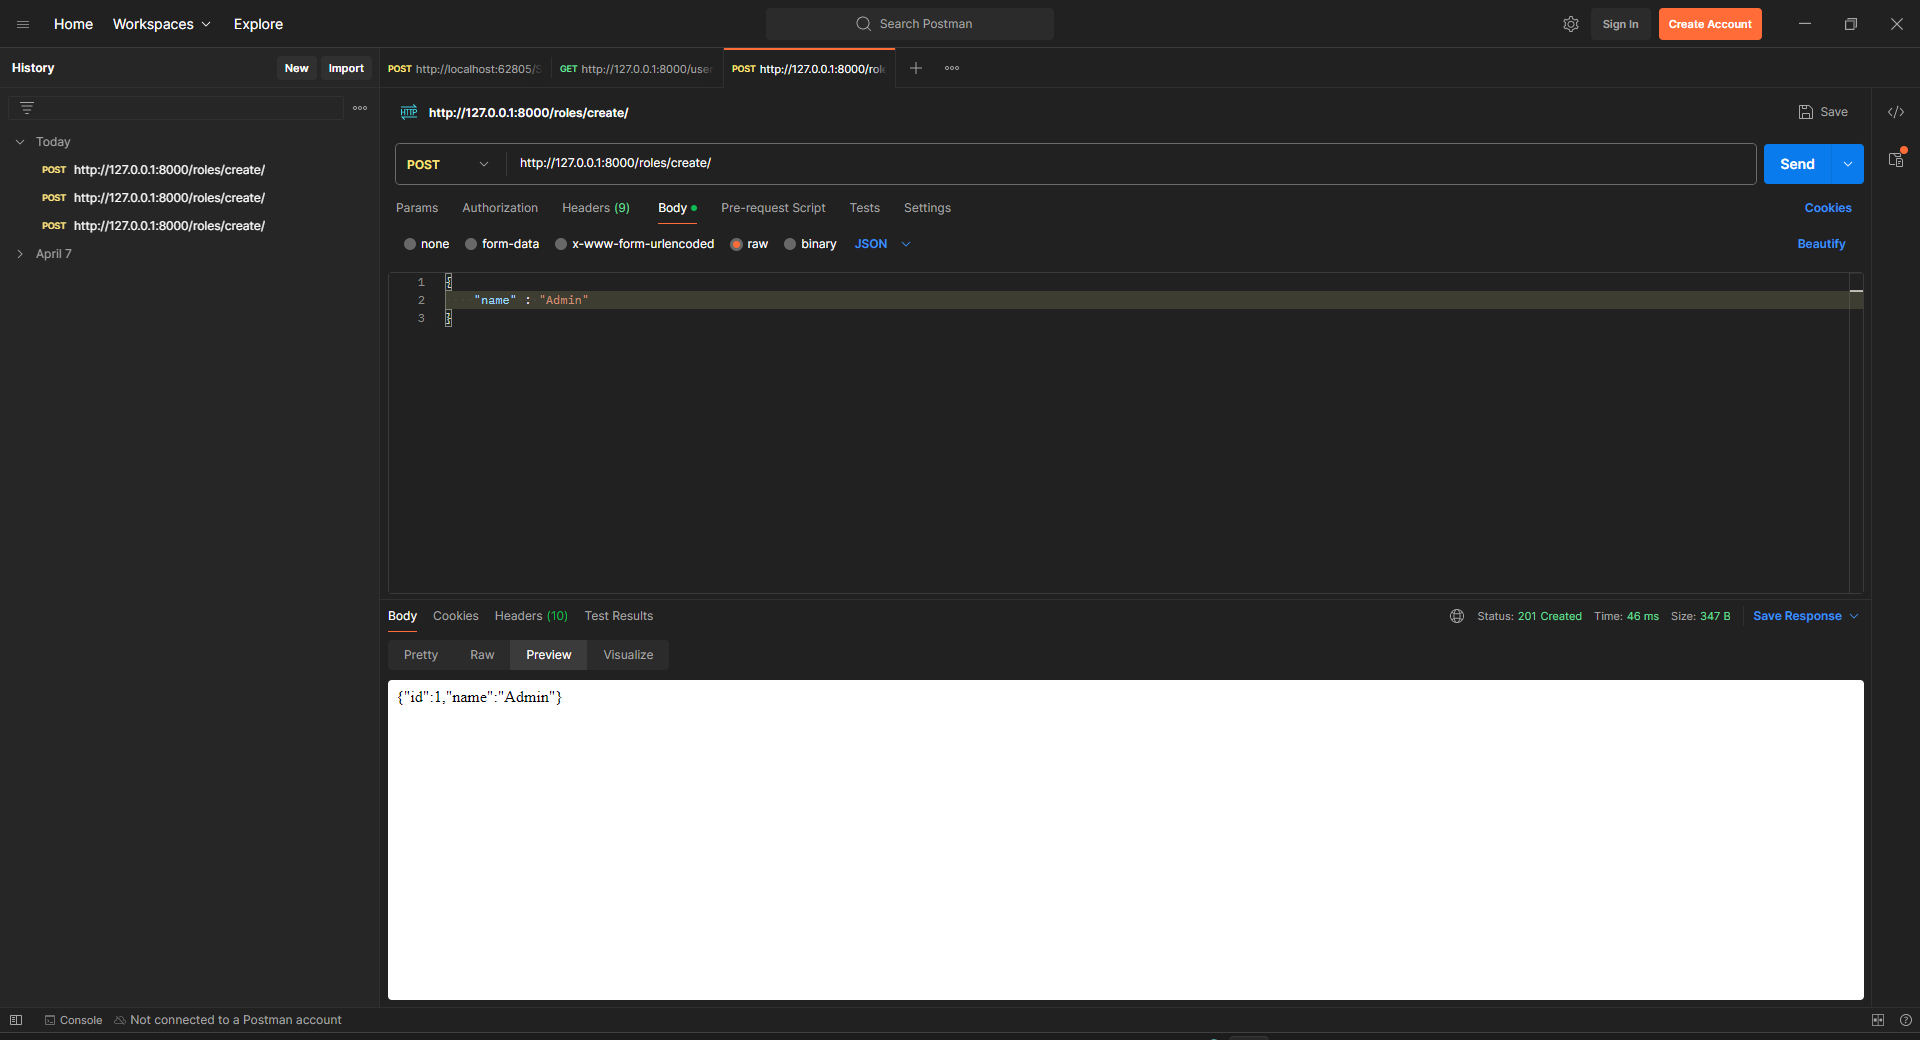 Home Workspaces Explore Search Postman Sign In Create Account
History New Import
POST http://localhost:62805/S GET http://127.0.0.1:8000/use POST http://127.0.0.1:8000/rol
HTTP http://127.0.0.1:8000/roles/create/ Save
Today
POST http://127.0.0.1:8000/roles/create/
POST http://127.0.0.1:8000/roles/create/
POST http://127.0.0.1:8000/roles/create/
April 7
POST http://127.0.0.1:8000/roles/create/ Send
Params Authorization Headers (9) Body Pre-request Script Tests Settings Cookies
none form-data x-www-form-urlencoded raw binary JSON Beautify
1 {
2 "name" : "Admin"
3 }
Body Cookies Headers (10) Test Results Status: 201 Created Time: 46 ms Size: 347 B Save Response
Pretty Raw Preview Visualize
{"id":1,"name":"Admin"}
Console Not connected to a Postman account